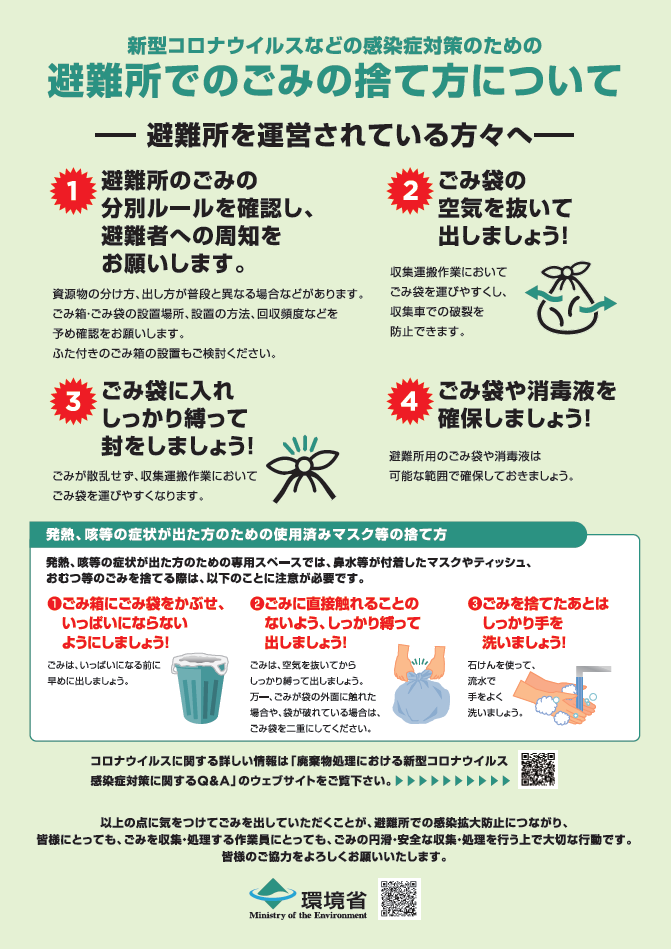 新型コロナウイルスなどの感染症対策のための
避難所でのごみの捨て方について
避難所を運営されている方々へ
1
避難所のごみの
分別ルールを確認し、
避難者への周知を
お願いします。
資源物の分け方、出し方が普段と異なる場合などがあります。
ごみ箱・ごみ袋の設置場所、設置の方法、回収頻度などを
予め確認をお願いします。
ふた付きのごみ箱の設置もご検討ください。
2
ごみ袋の
空気を抜いて
出しましょう!
収集運搬作業において
ごみ袋を運びやすくし、
収集車での破裂を
防止できます。
3
ごみ袋に入れ
しっかり縛って
封をしましょう!
ごみが散乱せず、収集運搬作業において
ごみ袋を運びやすくなります。
4
ごみ袋や消毒液を
確保しましょう!
避難所用のごみ袋や消毒液は
可能な範囲で確保しておきましょう。
発熱、咳等の症状が出た方のための使用済みマスク等の捨て方
発熱、咳等の症状が出た方のための専用スペースでは、鼻水等が付着したマスクやティッシュ、
おむつ等のごみを捨てる際は、以下のことに注意が必要です。
❶ごみ箱にごみ袋をかぶせ、
いっぱいにならない
ようにしましょう!
ごみは、いっぱいになる前に
早めに出しましょう。
❷ごみに直接触れることの
ないよう、しっかり縛って
出しましょう!
ごみは、空気を抜いてから
しっかり縛って出しましょう。
万一、ごみが袋の外面に触れた
場合や、袋が破れている場合は、
ごみ袋を二重にしてください。
❸ごみを捨てたあとは
しっかり手を
洗いましょう!
石けんを使って、
流水で
手をよく
洗いましょう。
コロナウイルスに関する詳しい情報は「廃棄物処理における新型コロナウイルス
感染症対策に関するQ&A」のウェブサイトをご覧下さい。▶▶▶▶▶▶▶▶▶▶
以上の点に気をつけてごみを出していただくことが、避難所での感染拡大防止につながり、
皆様にとっても、ごみを収集・処理する作業員にとっても、ごみの円滑・安全な収集・処理を行う上で大切な行動です。
皆様のご協力をよろしくお願いいたします。
環境省
Ministry of the Environment